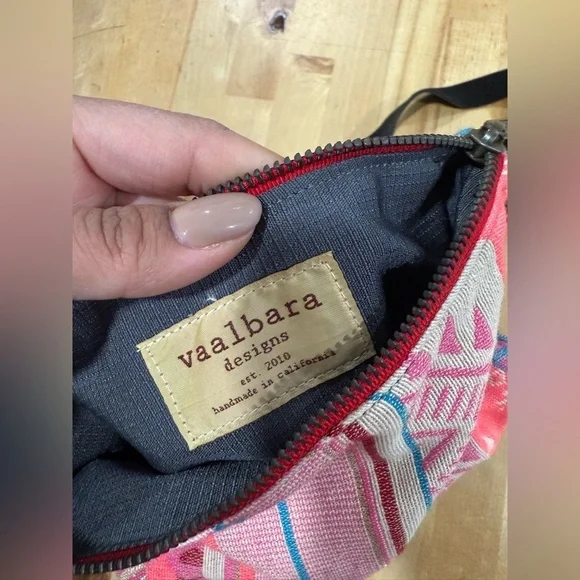 vaalbara
designs
est. 2010
handmade in california